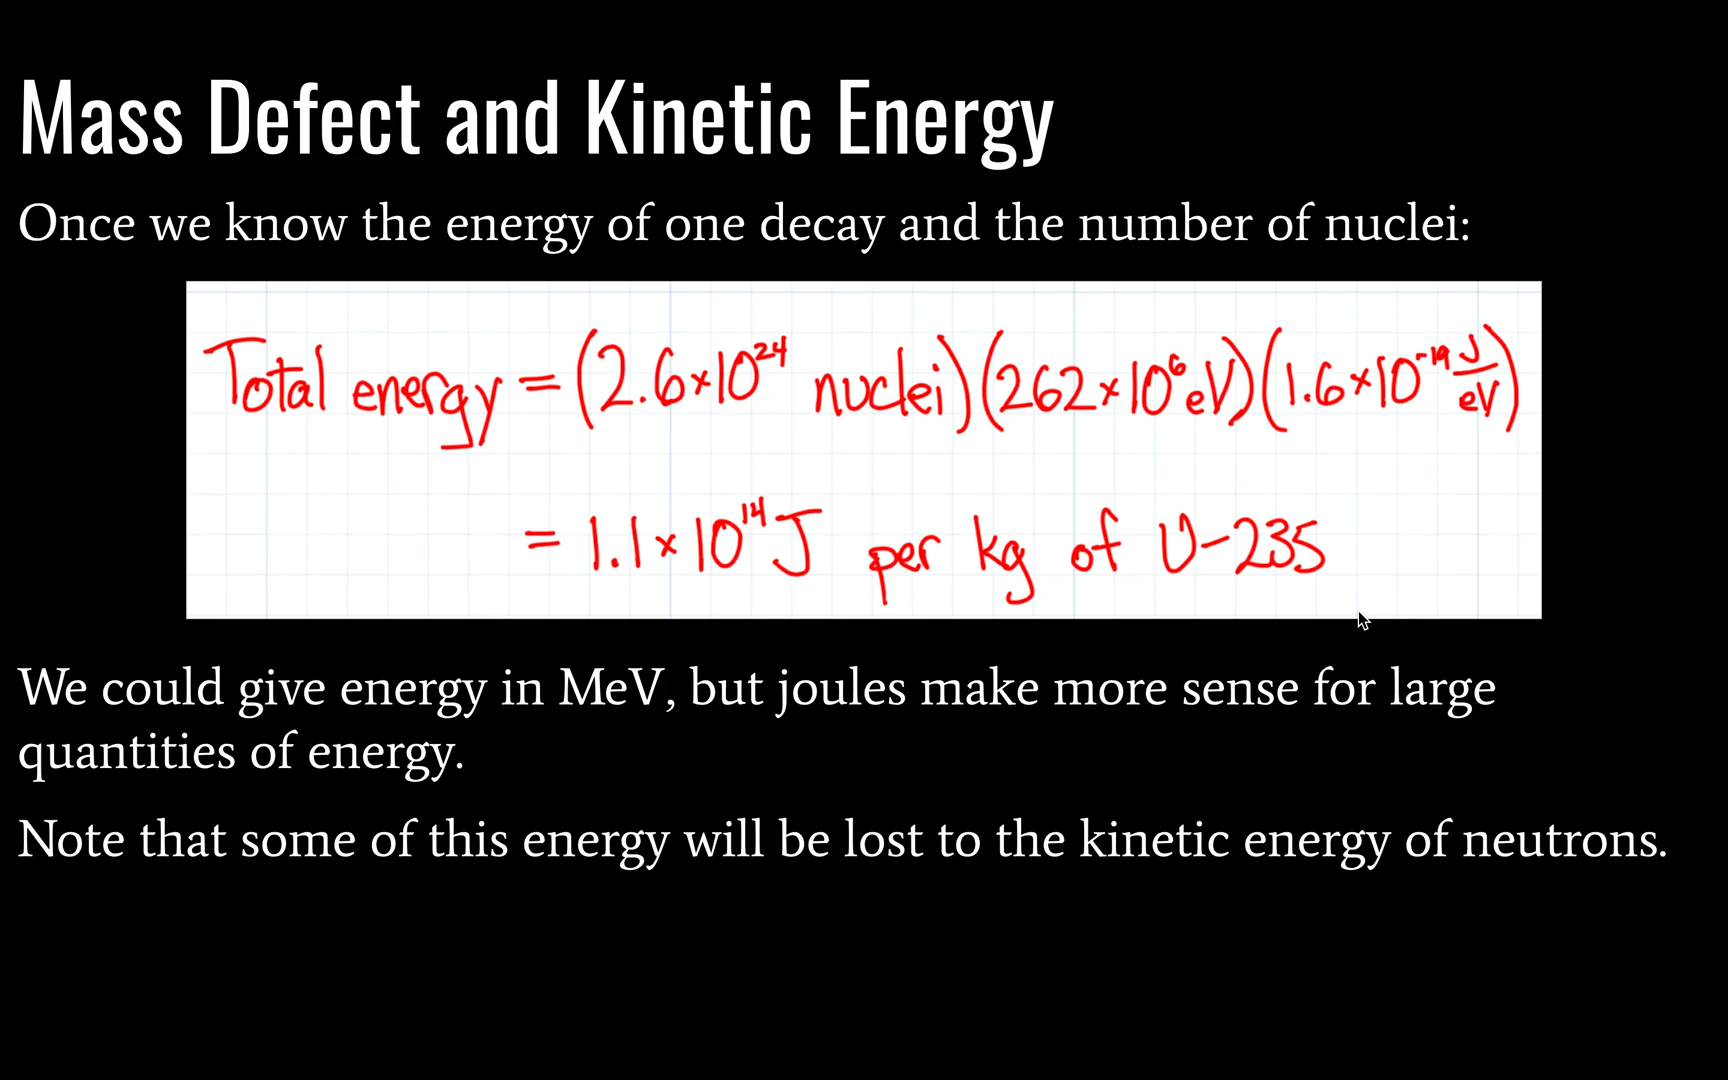 Mass Defect and Kinetic Energy
Once we know the energy of one decay and the number of nuclei:
Total energy = (2.6×10²⁴ nuclei)(262×10⁶ eV)(1.6×10⁻¹⁹ J/eV)
= 1.1×10¹⁴ J per kg of U-235
We could give energy in MeV, but joules make more sense for large
quantities of energy.
Note that some of this energy will be lost to the kinetic energy of neutrons.